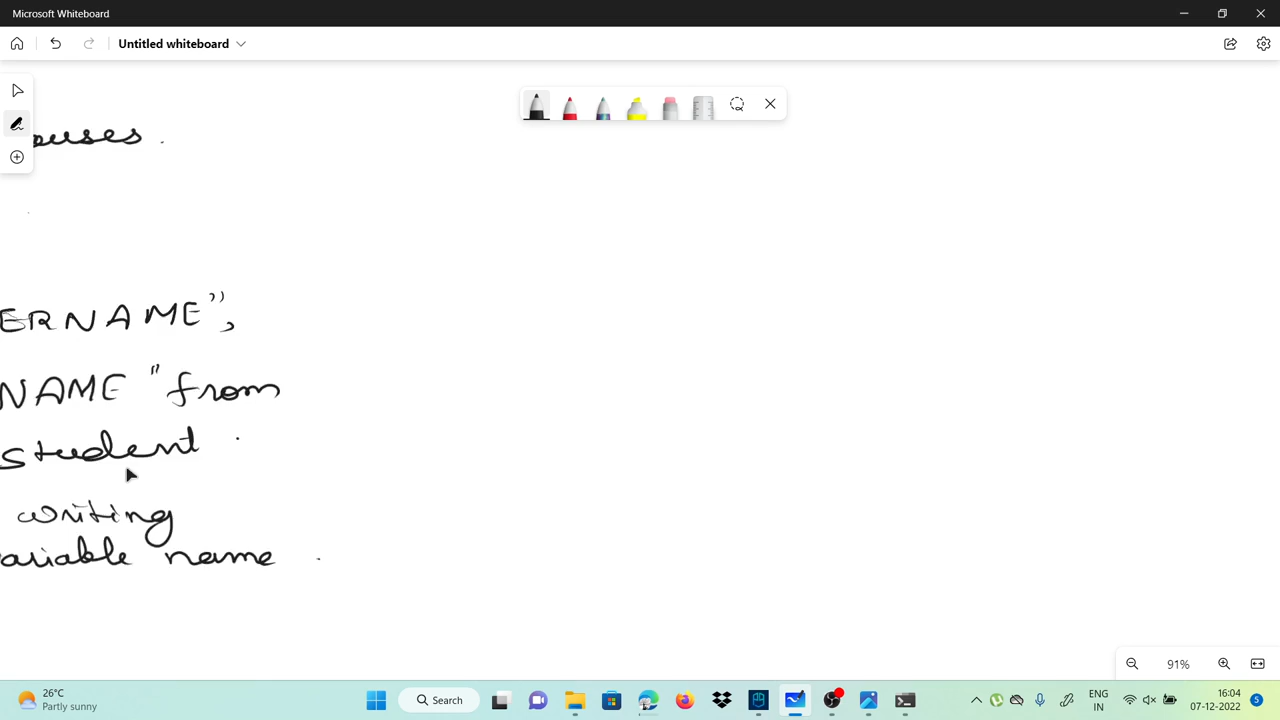 Microsoft Whiteboard
Untitled whiteboard
ERNAME",
NAME " from
student .
writing
ariable name .
91%
26°C
Partly sunny
Search
ENG
IN
16:04
07-12-2022
5